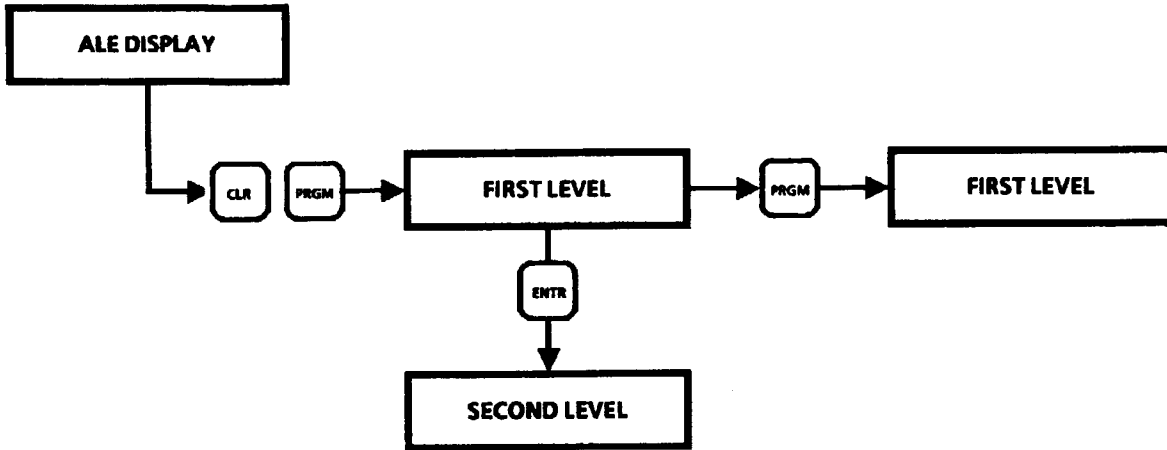 ALE DISPLAY
CLR
PRGM
FIRST LEVEL
PRGM
FIRST LEVEL
ENTR
SECOND LEVEL